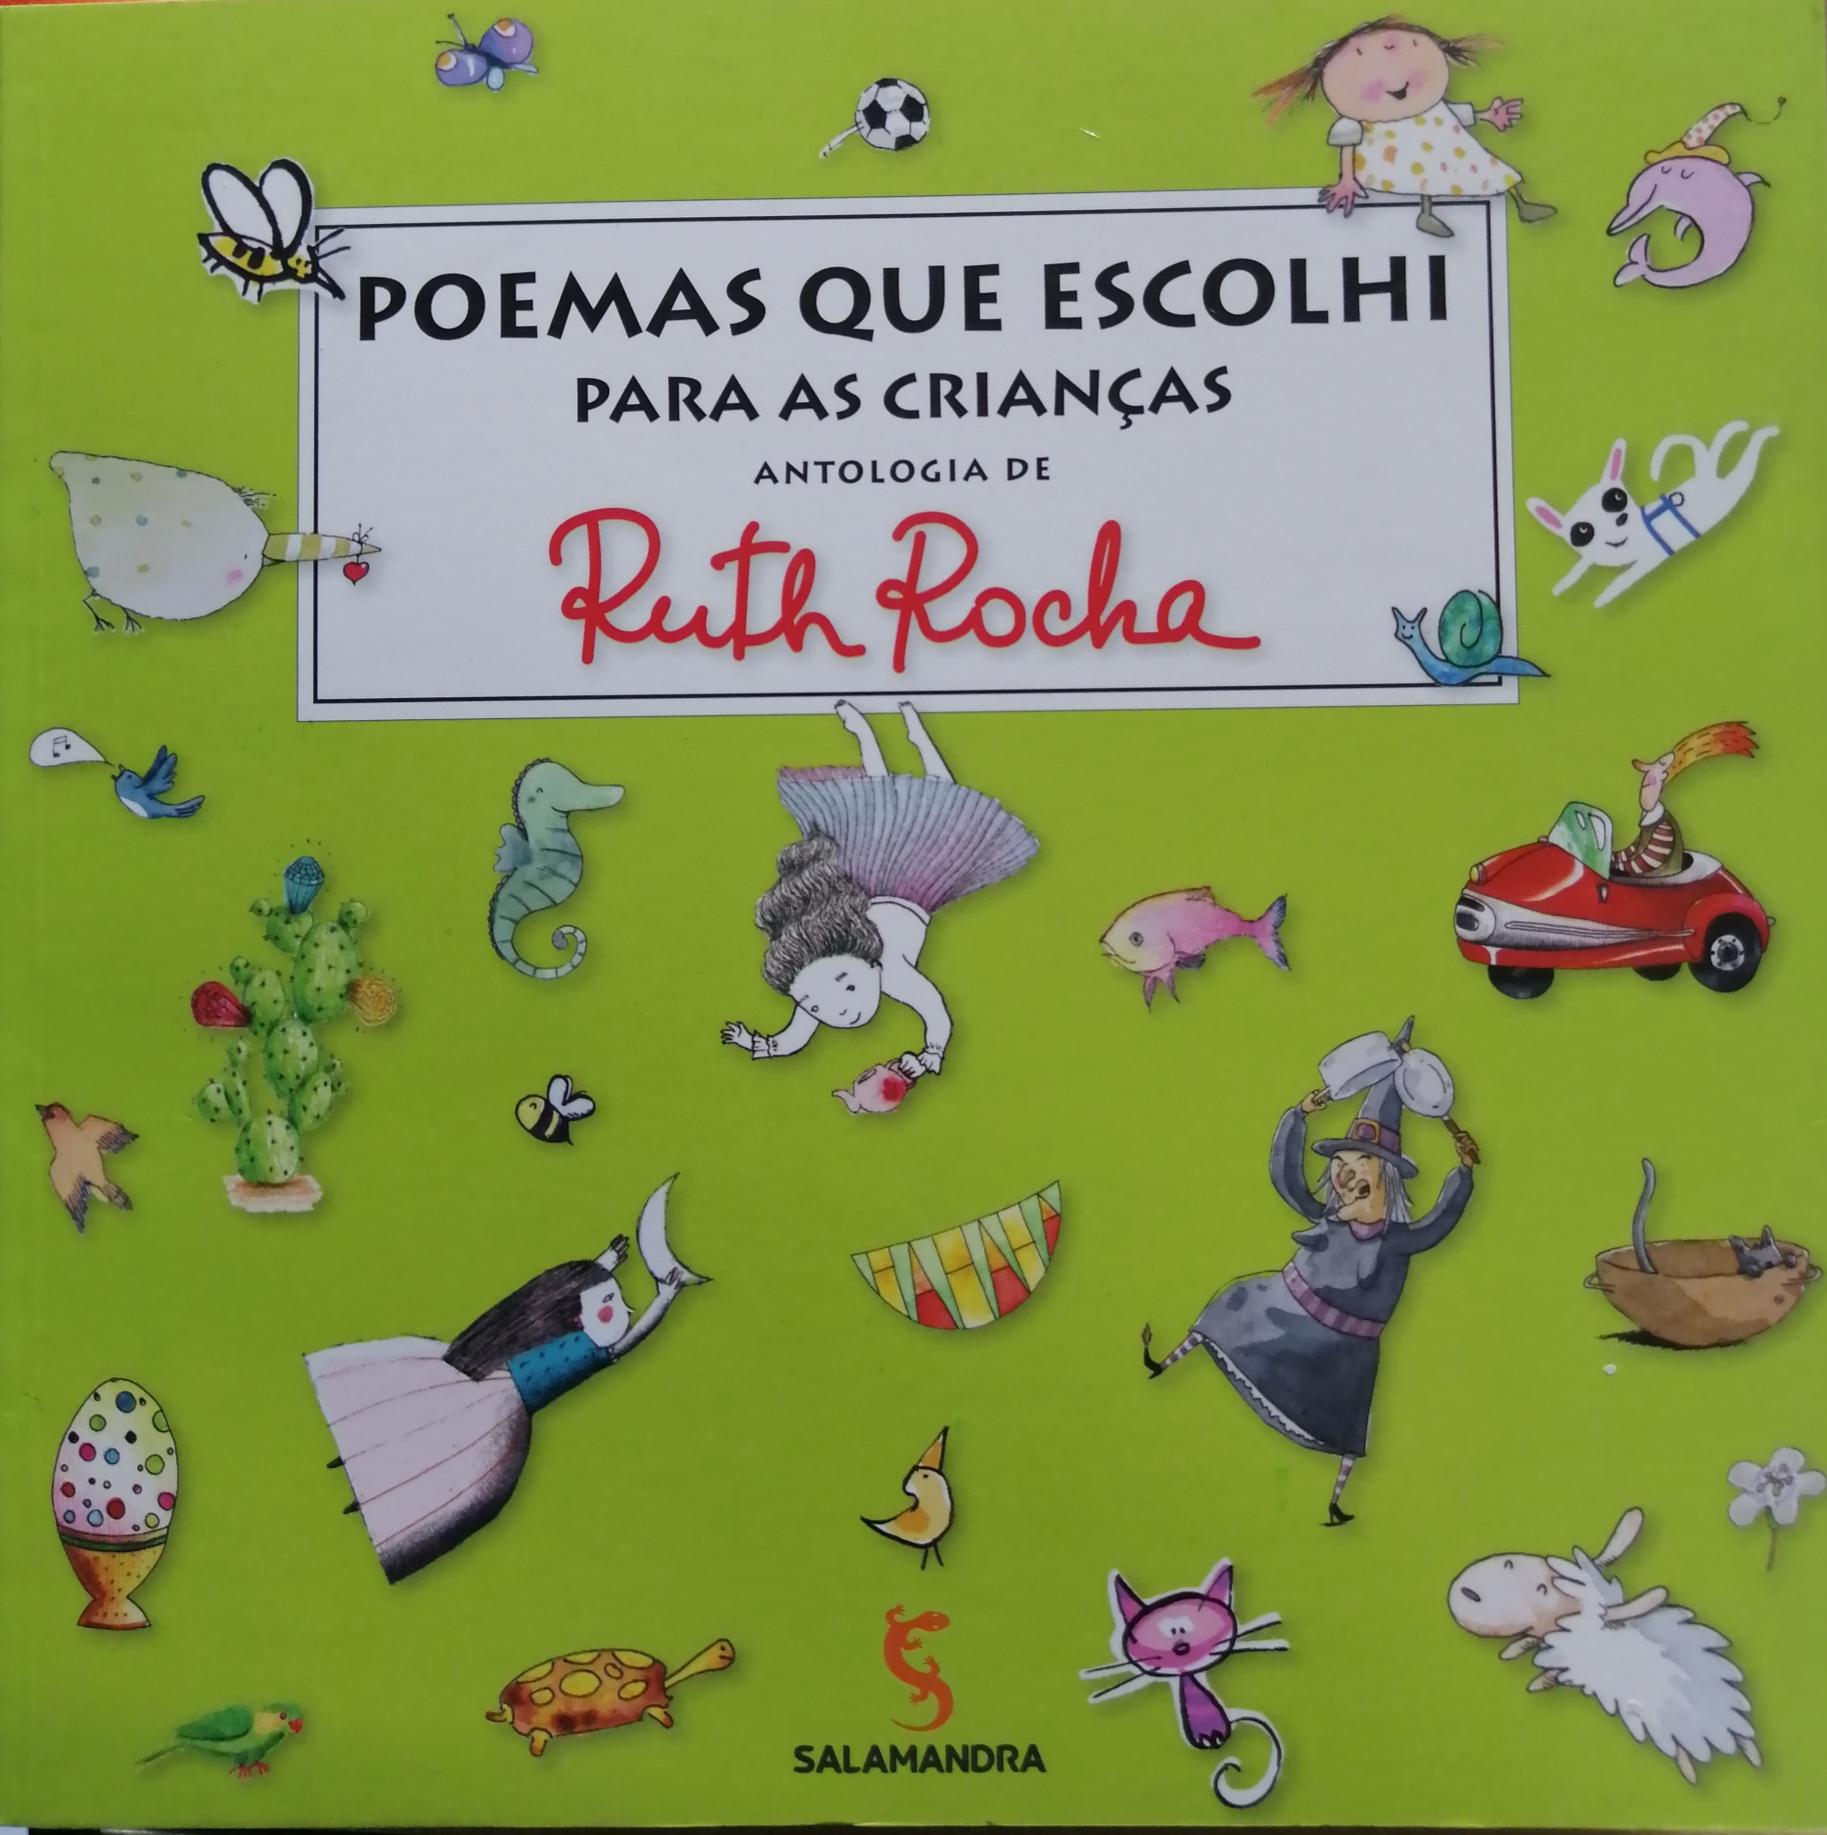 POEMAS QUE ESCOLHI
PARA AS CRIANÇAS
ANTOLOGIA DE
Ruth Rocha
SALAMANDRA